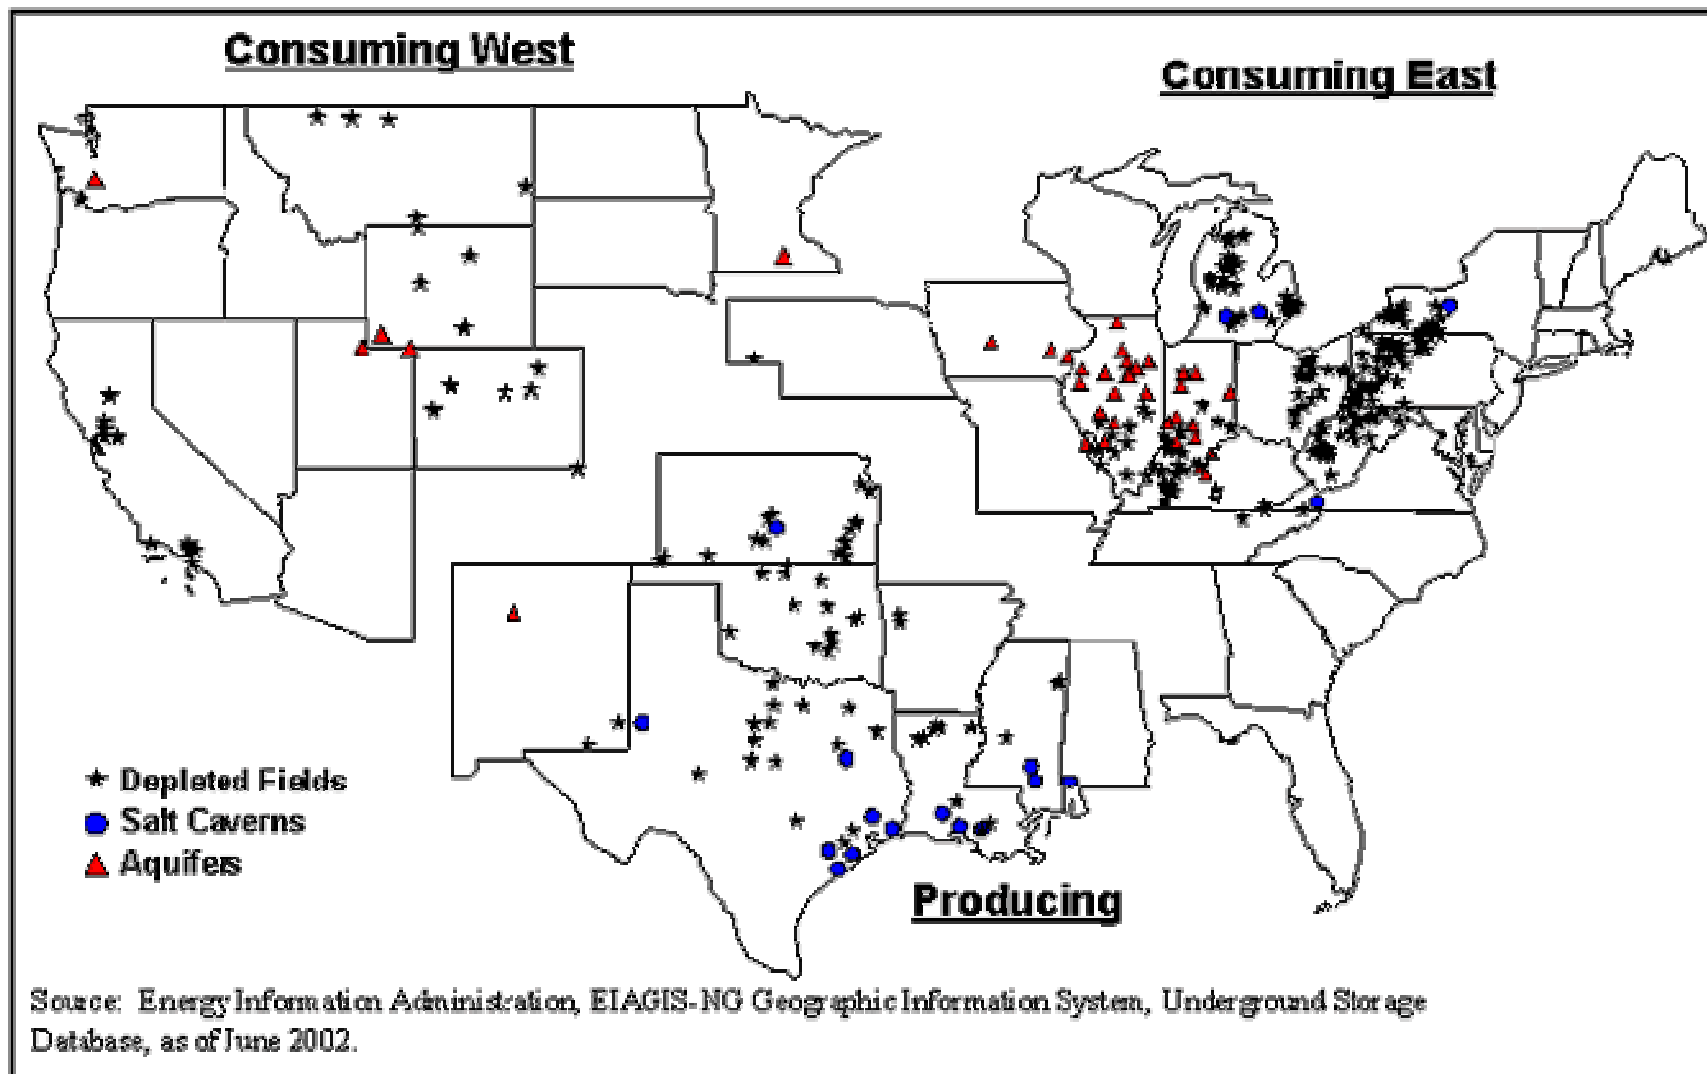 Consuming West
Consuming East
Depleted Fields
Salt Caverns
Aquifers
Producing
Source: Energy Information Administration, EIAGIS-NG Geographic Information System, Underground Storage
Database, as of June 2002.